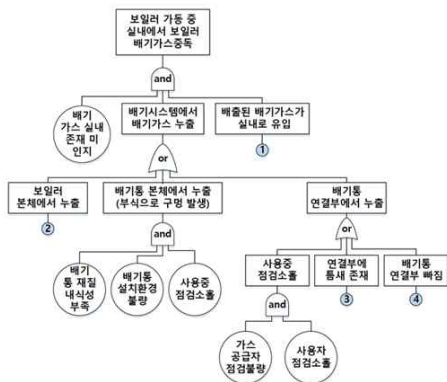 보일러 가동 중
실내에서 보일러
배기가스중독
and
배기
가스 실내
존재 미
인지
배기시스템에서
배기가스 누출
배출된 배기가스가
실내로 유입
1
or
보일러
본체에서 누출
2
배기통 본체에서 누출
(부식으로 구멍 발생)
배기통
연결부에서 누출
and
or
배기
통 재질
내식성
부족
배기통
설치환경
불량
사용중
점검소홀
사용중
점검소홀
연결부에
틈새 존재
3
배기통
연결부 빠짐
4
and
가스
공급자
점검불량
사용자
점검소홀